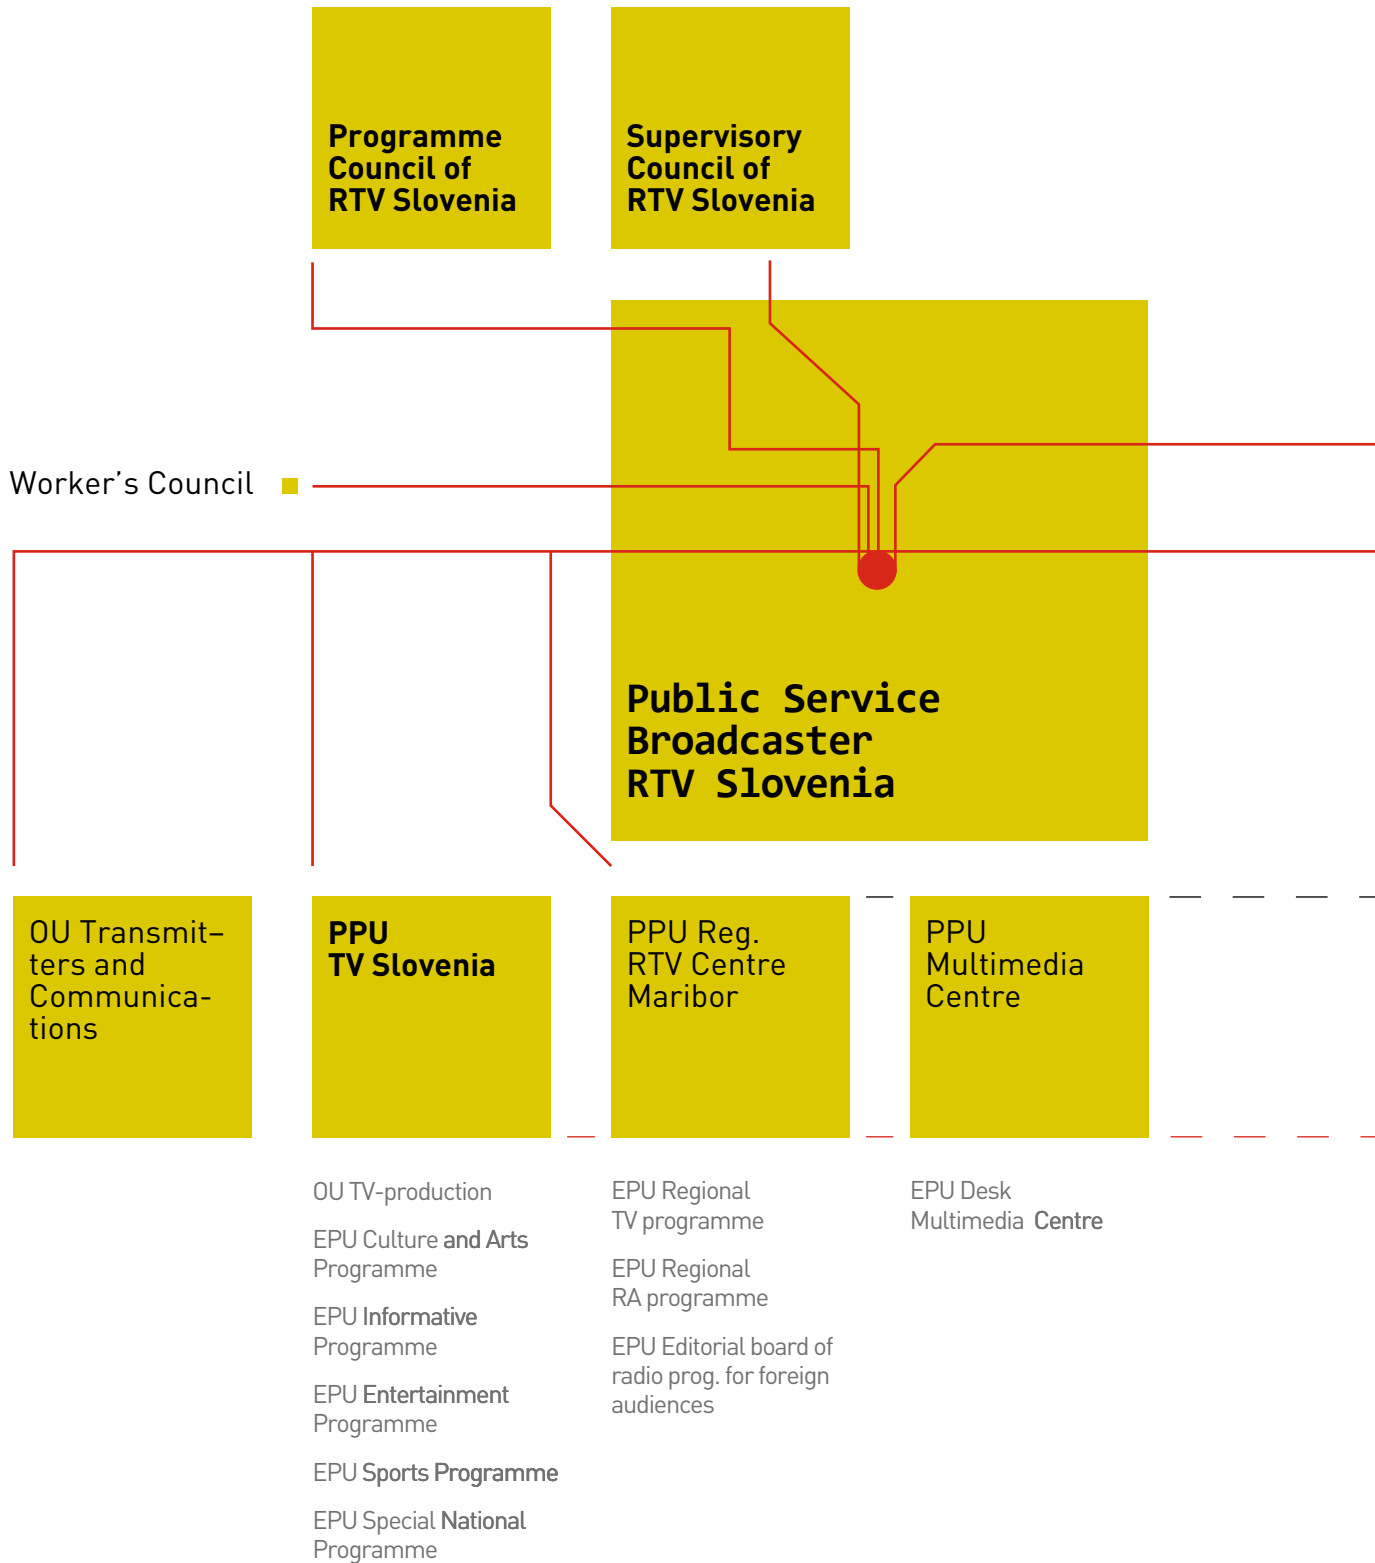 Programme
Council of
RTV Slovenia
Supervisory
Council of
RTV Slovenia
Worker’s Council
Public Service
Broadcaster
RTV Slovenia
OU Transmit–
ters and
Communica-
tions
PPU
TV Slovenia
PPU Reg.
RTV Centre
Maribor
PPU
Multimedia
Centre
OU TV-production
EPU Culture and Arts
Programme
EPU Informative
Programme
EPU Entertainment
Programme
EPU Sports Programme
EPU Special National
Programme
EPU Regional
TV programme
EPU Regional
RA programme
EPU Editorial board of
radio prog. for foreign
audiences
EPU Desk
Multimedia Centre